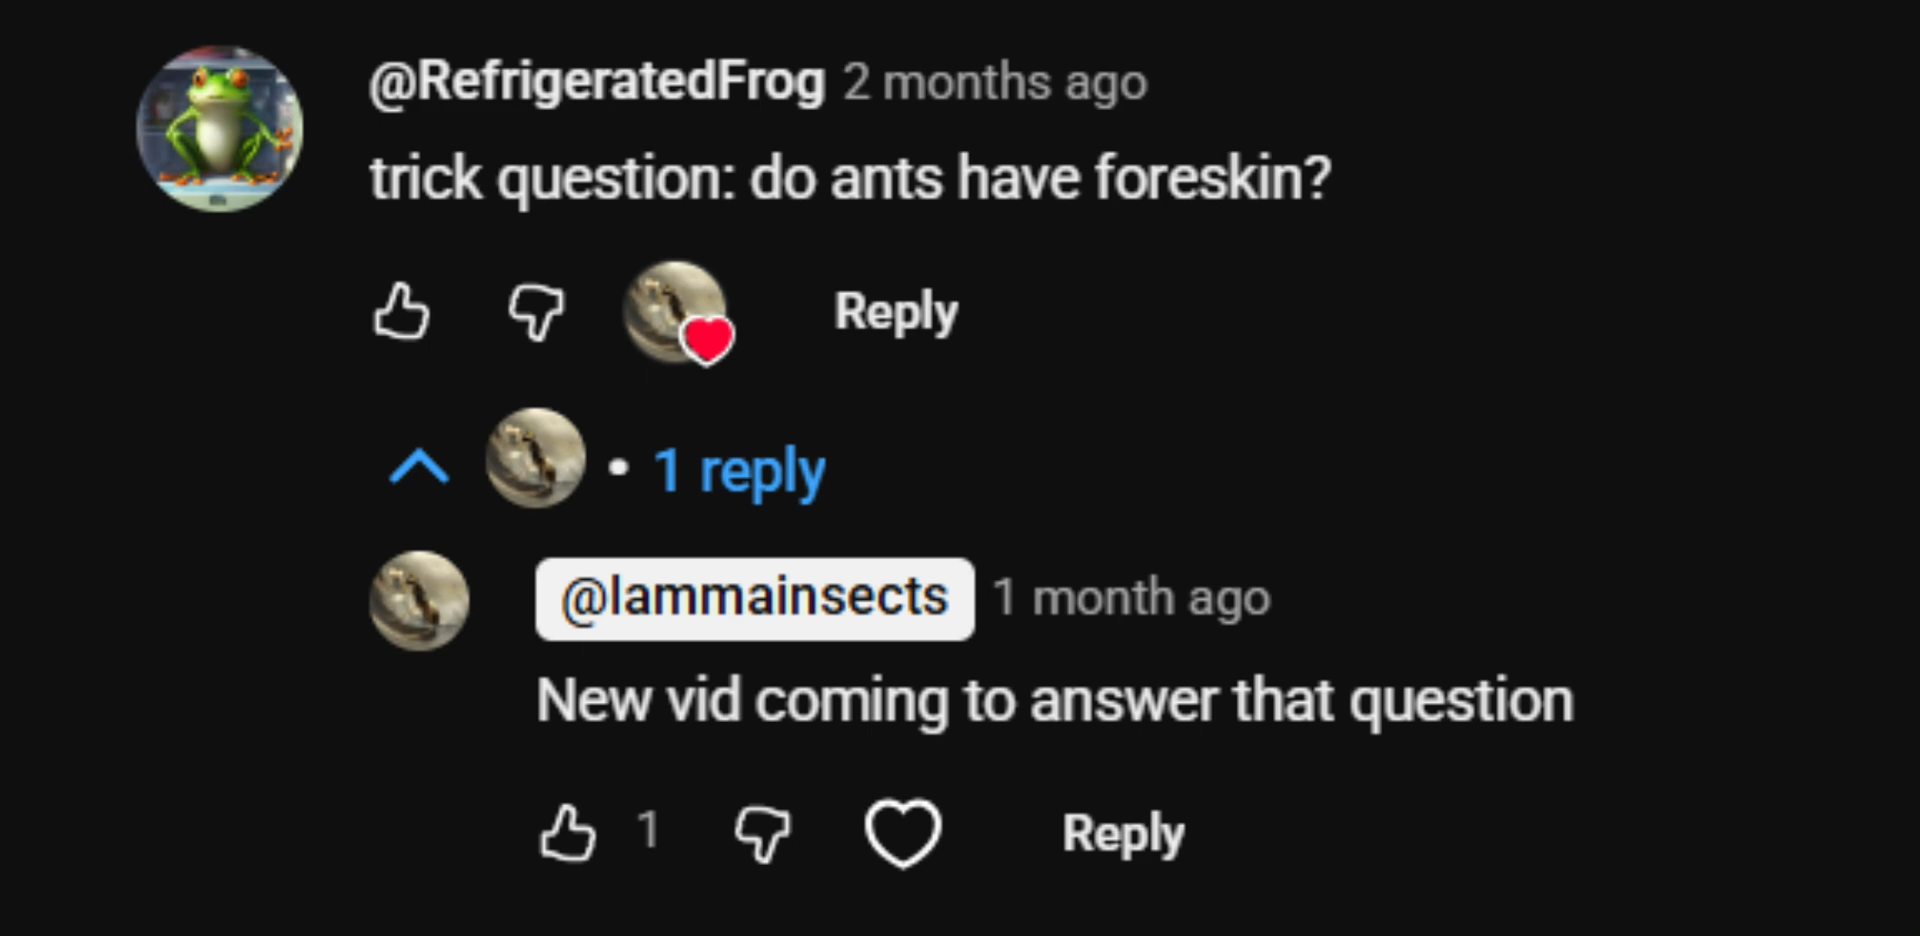 @RefrigeratedFrog 2 months ago
trick question: do ants have foreskin?
Reply
• 1 reply
@lammainsects 1 month ago
New vid coming to answer that question
1 Reply